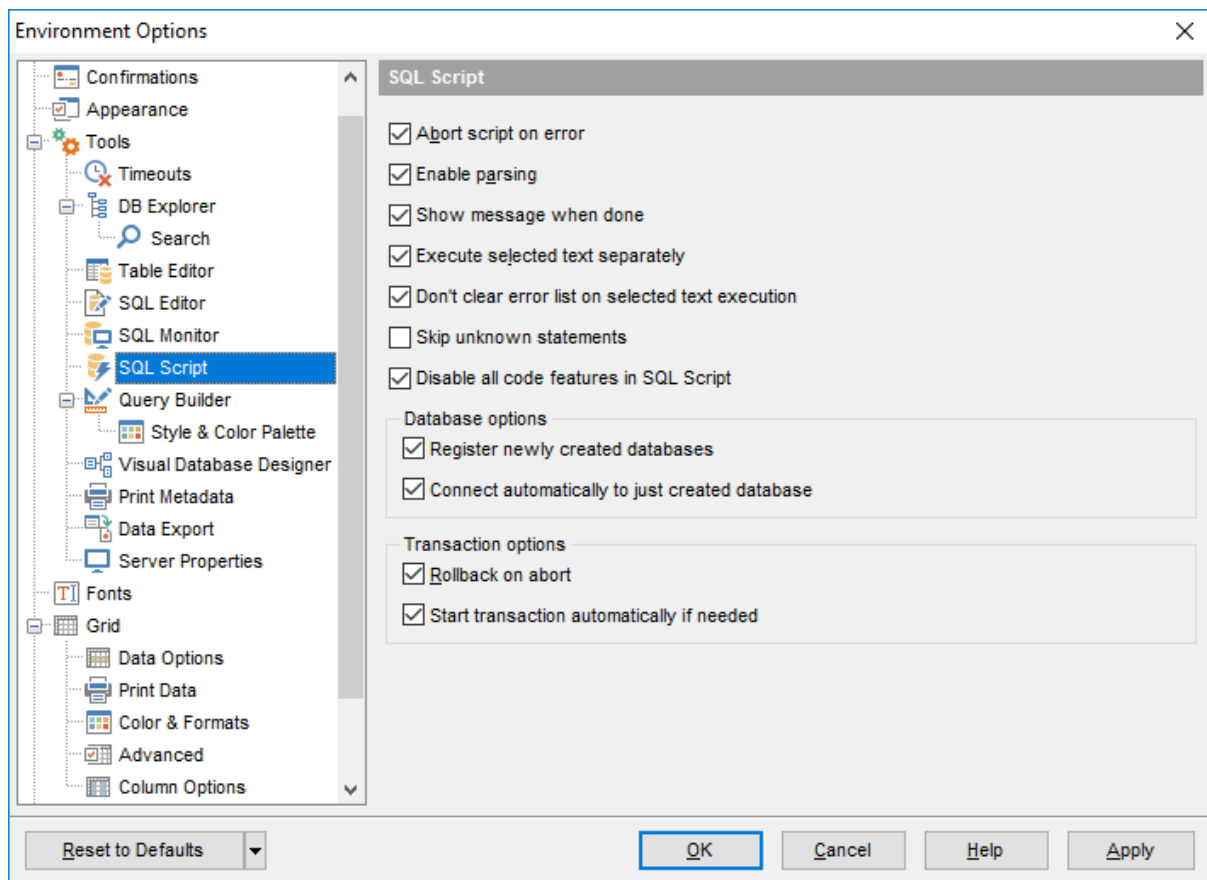 Environment Options
Confirmations
Appearance
Tools
Timeouts
DB Explorer
Search
Table Editor
SQL Editor
SQL Monitor
SQL Script
Query Builder
Style & Color Palette
Visual Database Designer
Print Metadata
Data Export
Server Properties
Fonts
Grid
Data Options
Print Data
Color & Formats
Advanced
Column Options
SQL Script
Abort script on error
Enable parsing
Show message when done
Execute selected text separately
Don't clear error list on selected text execution
Skip unknown statements
Disable all code features in SQL Script
Database options
Register newly created databases
Connect automatically to just created database
Transaction options
Rollback on abort
Start transaction automatically if needed
Reset to Defaults
OK
Cancel
Help
Apply